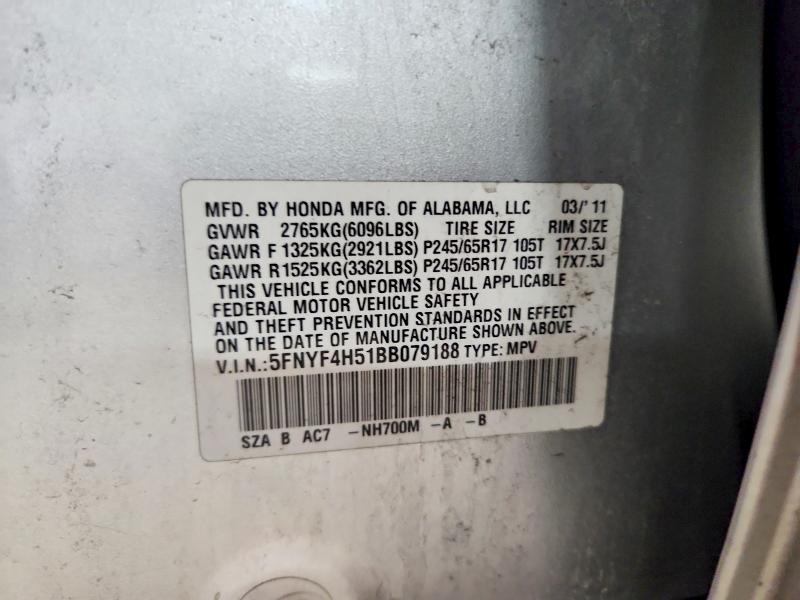 MFD. BY HONDA MFG. OF ALABAMA, LLC 03/'11
GVWR 2765KG(6096LBS) TIRE SIZE RIM SIZE
GAWR F 1325KG(2921LBS) P245/65R17 105T 17X7.5J
GAWR R1525KG(3362LBS) P245/65R17 105T 17X7.5J
THIS VEHICLE CONFORMS TO ALL APPLICABLE
FEDERAL MOTOR VEHICLE SAFETY
AND THEFT PREVENTION STANDARDS IN EFFECT
ON THE DATE OF MANUFACTURE SHOWN ABOVE.
V.I.N.:5FNYF4H51BB079188 TYPE: MPV
SZA B AC7 -NH700M -A -B